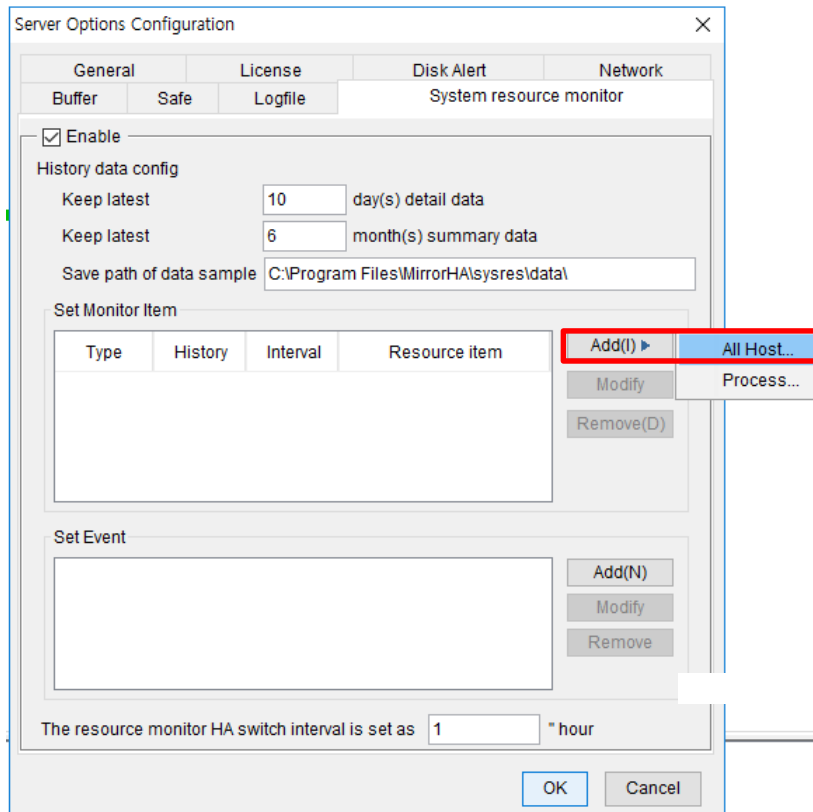 Server Options Configuration
General License Disk Alert Network
Buffer Safe Logfile System resource monitor
Enable
History data config
Keep latest 10 day(s) detail data
Keep latest 6 month(s) summary data
Save path of data sample C:\Program Files\MirrorHA\sysres\data\
Set Monitor Item
Type History Interval Resource item
Add(I)
All Host...
Process...
Modify
Remove(D)
Set Event
Add(N)
Modify
Remove
The resource monitor HA switch interval is set as 1 " hour
OK Cancel